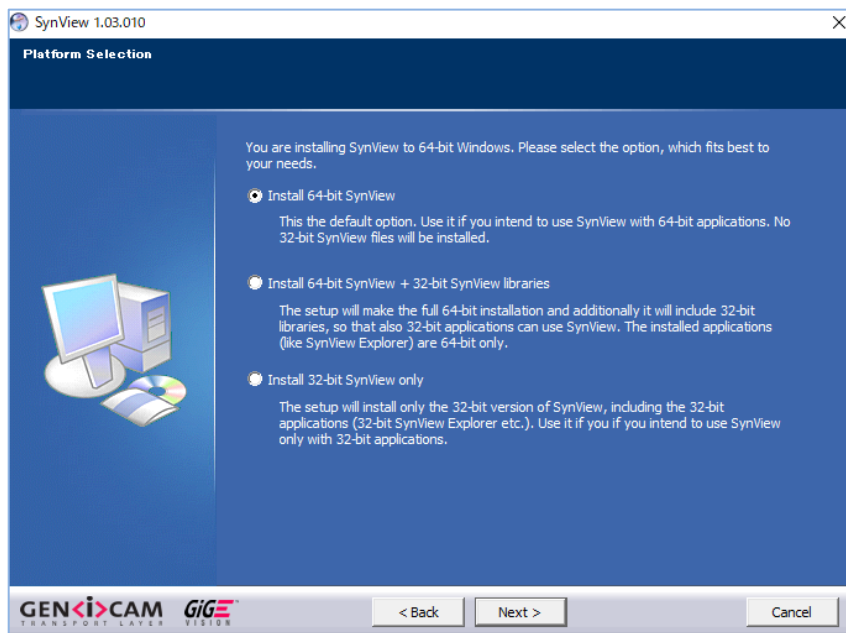 SynView 1.03.010
Platform Selection
You are installing SynView to 64-bit Windows. Please select the option, which fits best to
your needs.
Install 64-bit SynView
This the default option. Use it if you intend to use SynView with 64-bit applications. No
32-bit SynView files will be installed.
Install 64-bit SynView + 32-bit SynView libraries
The setup will make the full 64-bit installation and additionally it will include 32-bit
libraries, so that also 32-bit applications can use SynView. The installed applications
(like SynView Explorer) are 64-bit only.
Install 32-bit SynView only
The setup will install only the 32-bit version of SynView, including the 32-bit
applications (32-bit SynView Explorer etc.). Use it if you if you intend to use SynView
only with 32-bit applications.
GEN<i>CAM
TRANSPORT LAYER
GiGE
VISION
< Back
Next >
Cancel